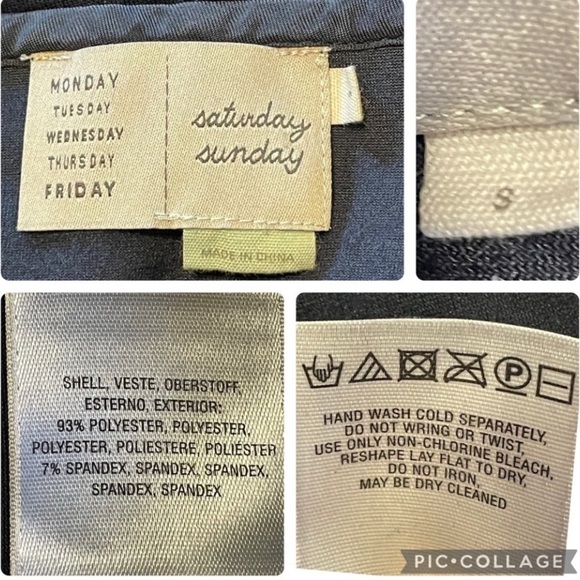 MONDAY
TUESDAY
WEDNESDAY
THURSDAY
FRIDAY
saturday
sunday
MADE IN CHINA
S
SHELL, VESTE, OBERSTOFF,
ESTERNO, EXTERIOR:
93% POLYESTER, POLYESTER,
POLYESTER, POLIESTERE, POLIÉSTER
7% SPANDEX, SPANDEX, SPANDEX,
SPANDEX, SPANDEX
P
HAND WASH COLD SEPARATELY,
DO NOT WRING OR TWIST,
USE ONLY NON-CHLORINE BLEACH,
RESHAPE LAY FLAT TO DRY,
DO NOT IRON,
MAY BE DRY CLEANED
PIC•COLLAGE